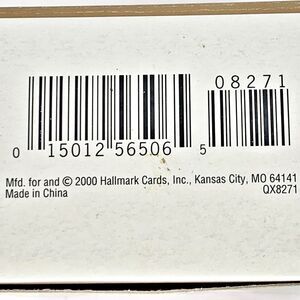 08271
0 15012 56506 5
Mfd. for and © 2000 Hallmark Cards, Inc., Kansas City, MO 64141
Made in China QX8271